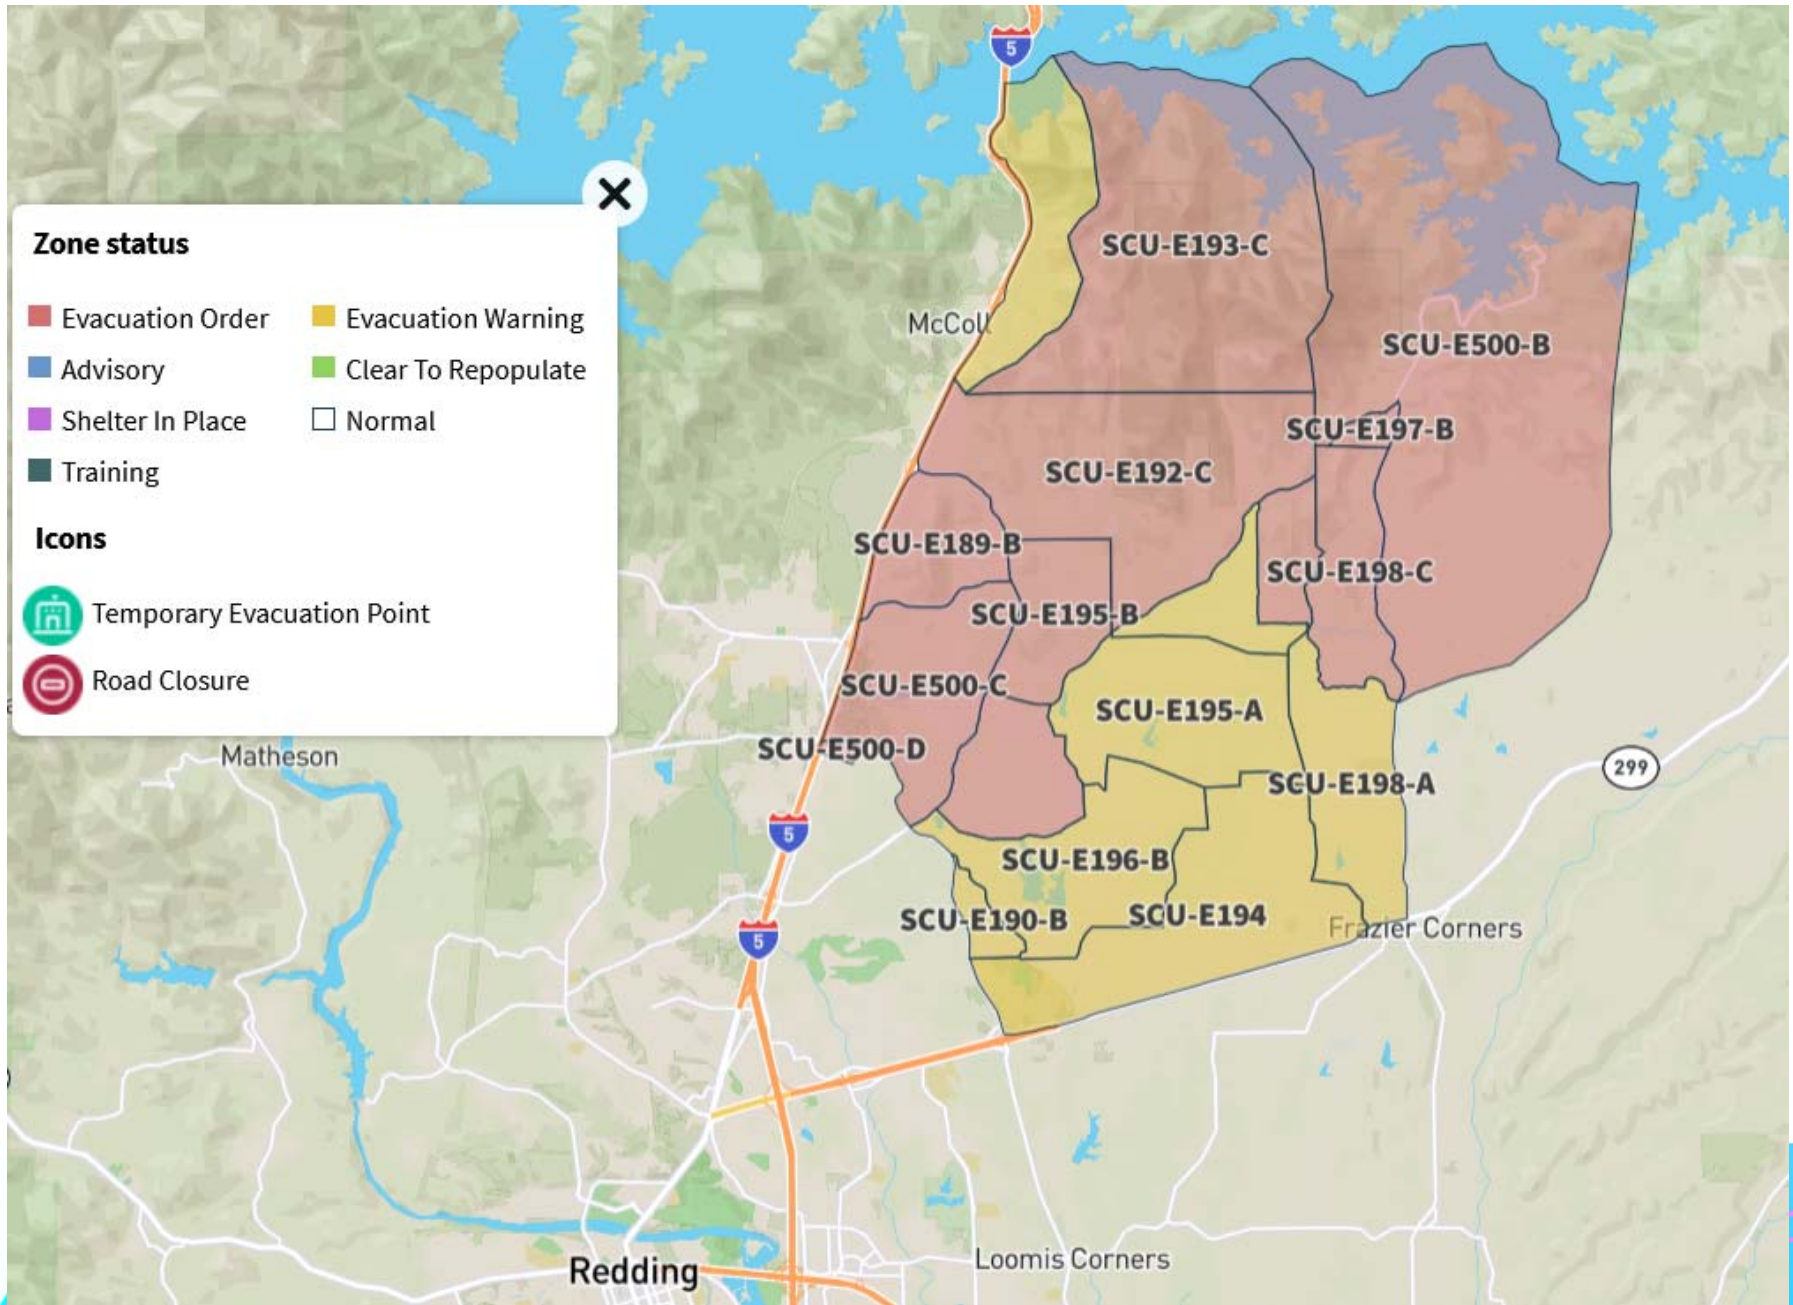 5
Zone status
Evacuation Order
Evacuation Warning
Advisory
Clear To Repopulate
Shelter In Place
Normal
Training
Icons
Temporary Evacuation Point
Road Closure
SCU-E193-C
McColl
SCU-E500-B
SCU-E197-B
SCU-E192-C
SCU-E189-B
SCU-E198-C
SCU-E195-B
SCU-E500-C
SCU-E195-A
SCU-E500-D
Matheson
299
SCU-E198-A
5
SCU-E196-B
SCU-E190-B
SCU-E194
Frazier Corners
5
Loomis Corners
Redding